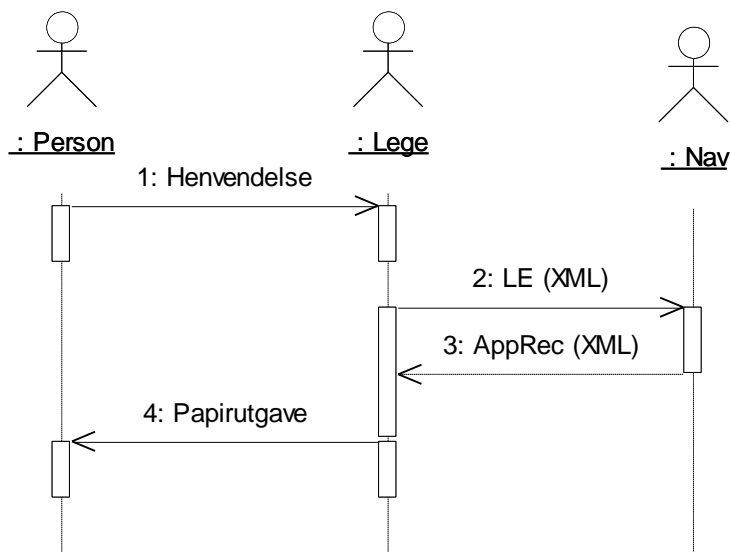 : Person
: Lege
: Nav
1: Henvendelse
2: LE (XML)
3: AppRec (XML)
4: Papirutgave